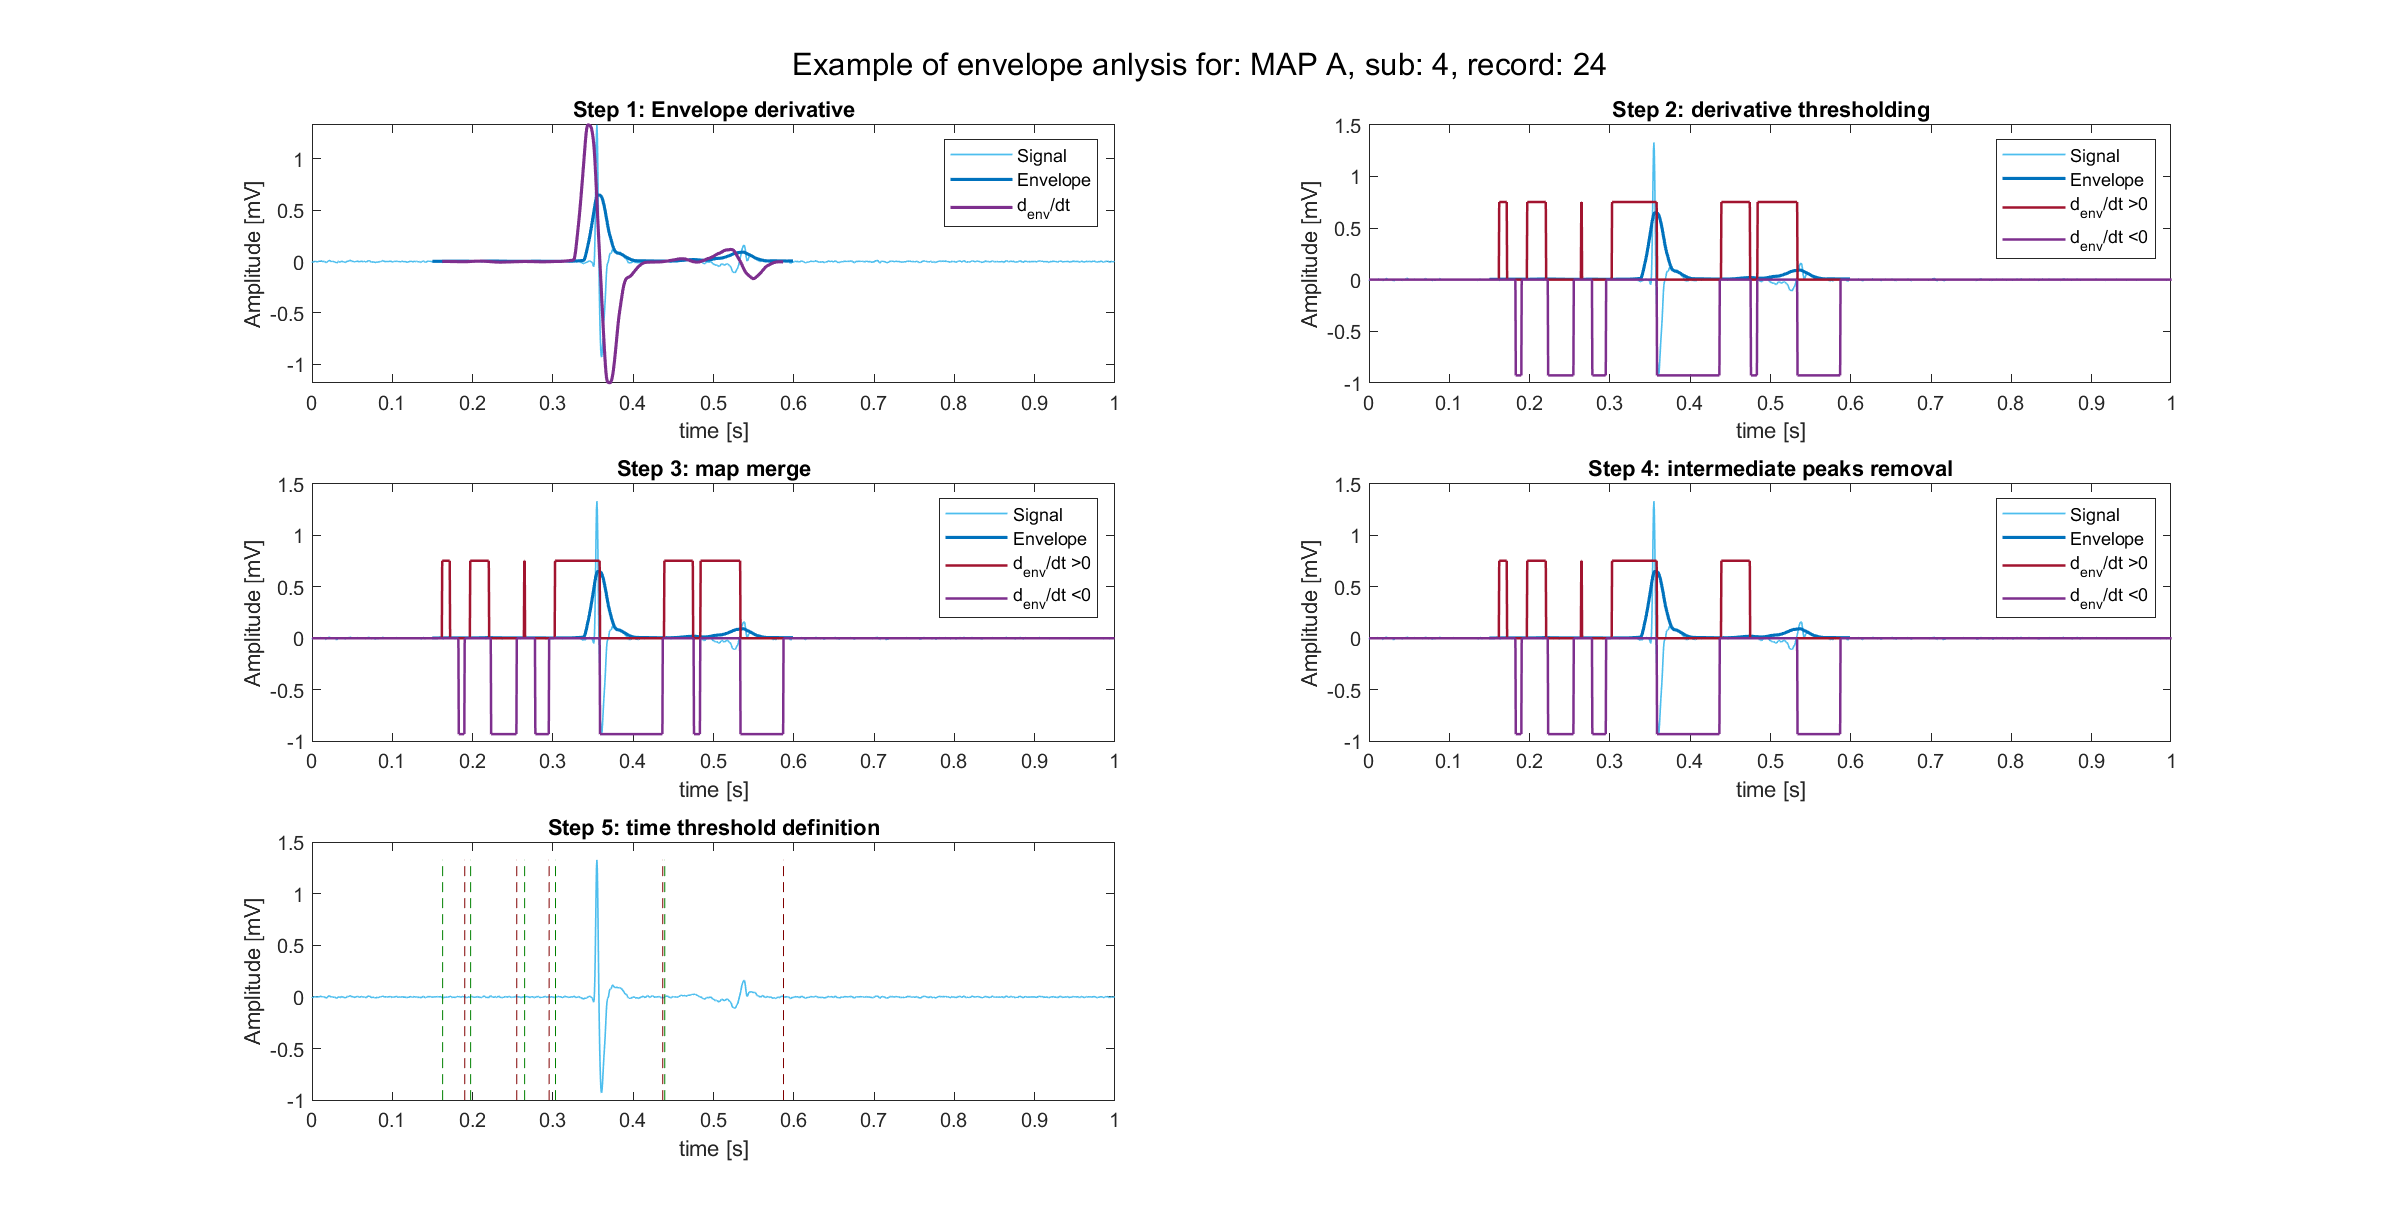 Example of envelope anlysis for: MAP A, sub: 4, record: 24
Step 1: Envelope derivative
Amplitude [mV]
1
0.5
0
-0.5
-1
Signal
Envelope
d_env/dt
0 0.1 0.2 0.3 0.4 0.5 0.6 0.7 0.8 0.9 1
time [s]
Step 2: derivative thresholding
Amplitude [mV]
1.5
1
0.5
0
-0.5
-1
Signal
Envelope
d_env/dt >0
d_env/dt <0
0 0.1 0.2 0.3 0.4 0.5 0.6 0.7 0.8 0.9 1
time [s]
Step 3: map merge
Amplitude [mV]
1.5
1
0.5
0
-0.5
-1
Signal
Envelope
d_env/dt >0
d_env/dt <0
0 0.1 0.2 0.3 0.4 0.5 0.6 0.7 0.8 0.9 1
time [s]
Step 4: intermediate peaks removal
Amplitude [mV]
1.5
1
0.5
0
-0.5
-1
Signal
Envelope
d_env/dt >0
d_env/dt <0
0 0.1 0.2 0.3 0.4 0.5 0.6 0.7 0.8 0.9 1
time [s]
Step 5: time threshold definition
Amplitude [mV]
1.5
1
0.5
0
-0.5
-1
0 0.1 0.2 0.3 0.4 0.5 0.6 0.7 0.8 0.9 1
time [s]